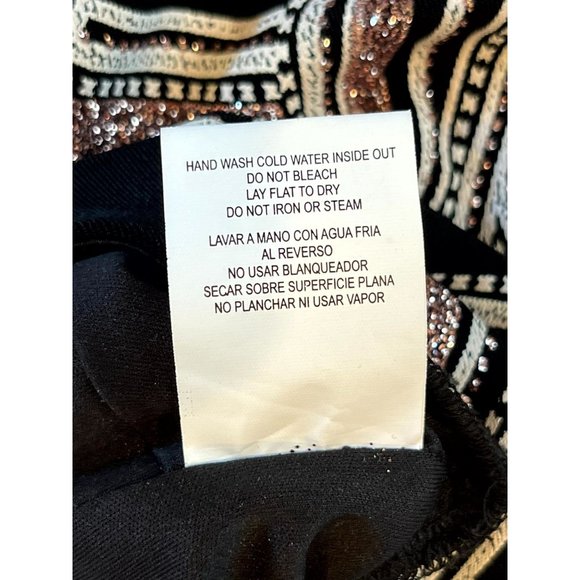 HAND WASH COLD WATER INSIDE OUT
DO NOT BLEACH
LAY FLAT TO DRY
DO NOT IRON OR STEAM
LAVAR A MANO CON AGUA FRIA
AL REVERSO
NO USAR BLANQUEADOR
SECAR SOBRE SUPERFICIE PLANA
NO PLANCHAR NI USAR VAPOR